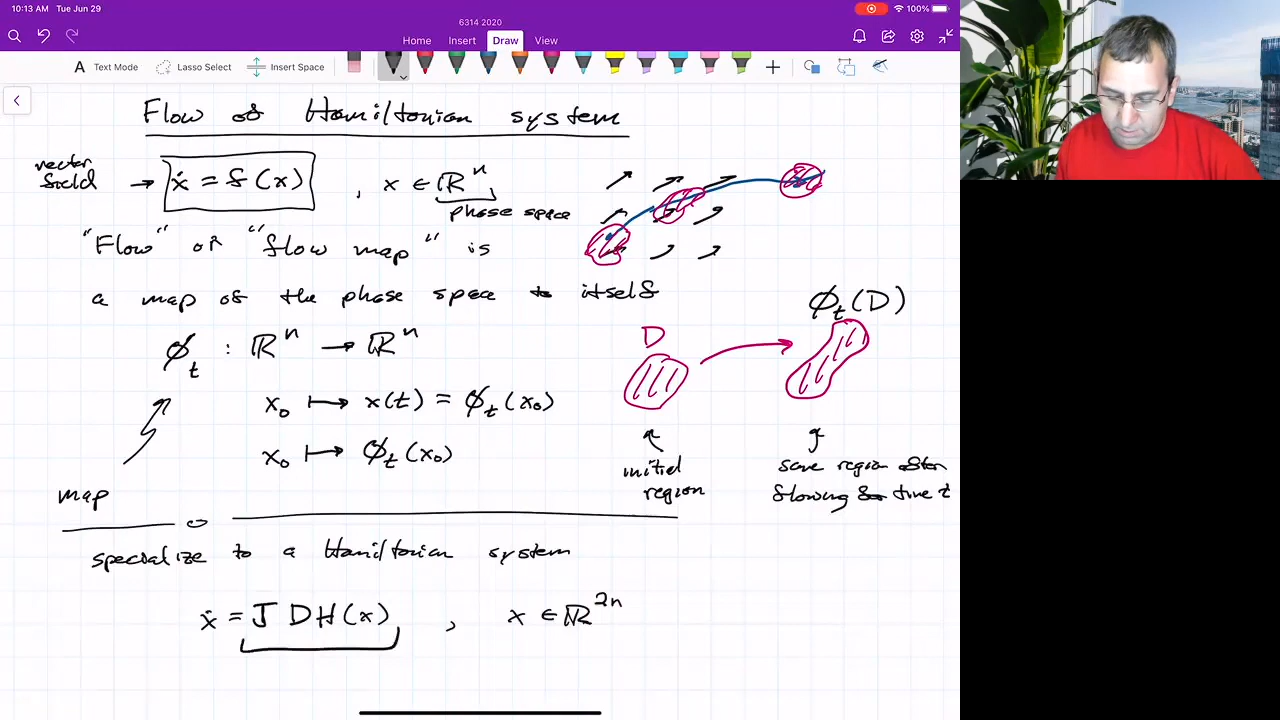 10:13 AM Tue Jun 29
100%
6314 2020
Home Insert Draw View
A Text Mode Lasso Select Insert Space
Flow of Hamiltonian system
vector field → ẋ = f(x) , x ∈ ℝⁿ
phase space
"Flow" or "flow map" is
a map of the phase space to itself
ϕₜ : ℝⁿ → ℝⁿ
x₀ ↦ x(t) = ϕₜ(x₀)
x₀ ↦ ϕₜ(x₀)
map
D
ϕₜ(D)
initial
region
same region after
flowing for time t
specialize to a Hamiltonian system
ẋ = J DH(x) , x ∈ ℝ²ⁿ